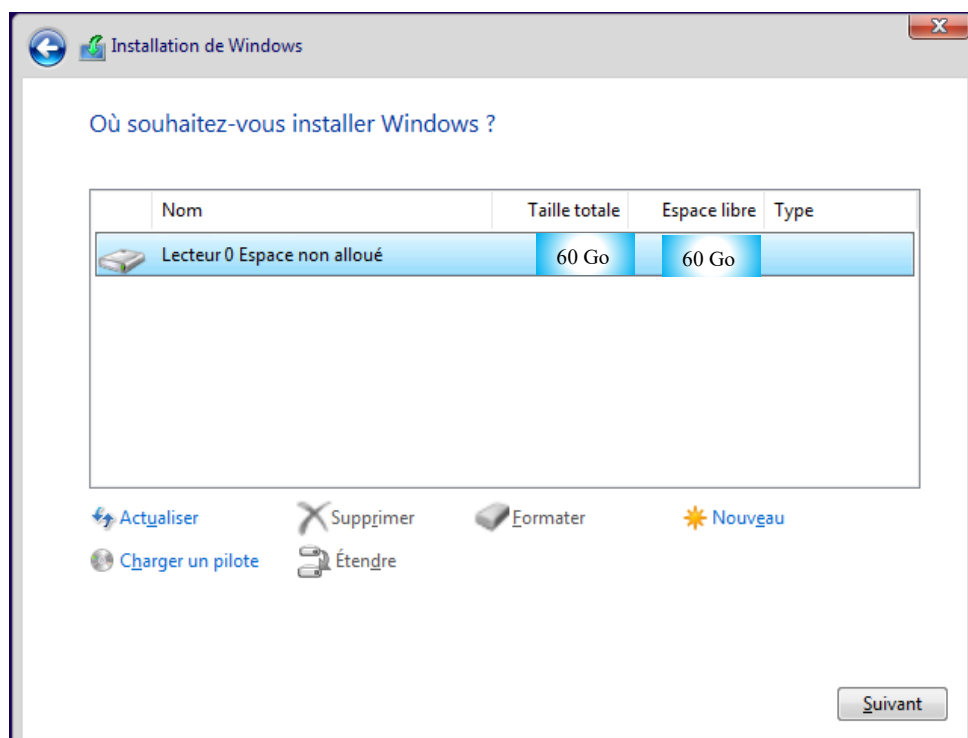 Installation de Windows
Où souhaitez-vous installer Windows ?
Nom Taille totale Espace libre Type
Lecteur 0 Espace non alloué 60 Go 60 Go
Actualiser Supprimer Formater Nouveau
Charger un pilote Étendre
Suivant